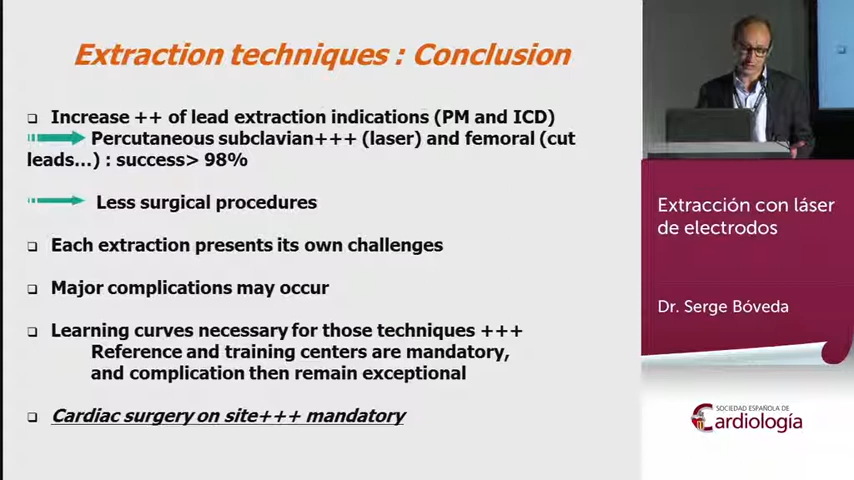 Extraction techniques : Conclusion
❑ Increase ++ of lead extraction indications (PM and ICD)
Percutaneous subclavian+++ (laser) and femoral (cut
leads...) : success> 98%
Less surgical procedures
❑ Each extraction presents its own challenges
❑ Major complications may occur
❑ Learning curves necessary for those techniques +++
Reference and training centers are mandatory,
and complication then remain exceptional
❑ Cardiac surgery on site+++ mandatory
Extracción con láser
de electrodos
Dr. Serge Bóveda
SOCIEDAD ESPAÑOLA DE
Cardiología